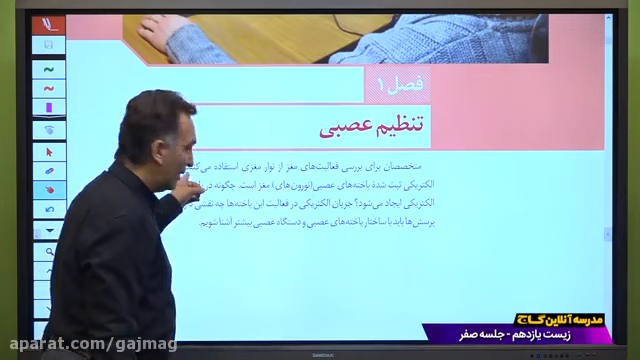 فصل ۱
تنظیم عصبی
متخصصان برای بررسی فعالیت‌های مغز از نوار مغزی استفاده می‌کنند
الکتریکی ثبت شدهٔ یاخته‌های عصبی (نورون‌های) مغز است. چگونه در
الکتریکی ایجاد می‌شود؟ جریان الکتریکی در فعالیت این یاخته‌ها چه نقشی
پرسش‌ها باید با ساختار یاخته‌های عصبی و دستگاه عصبی بیشتر آشنا شویم.
مدرسه آنلاین گاج
زیست یازدهم - جلسه صفر
aparat.com/gajmag